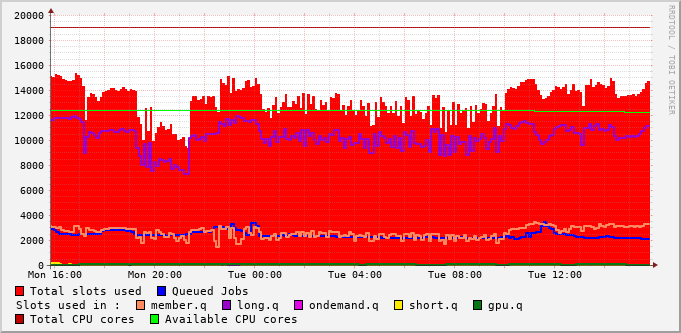 20000
18000
16000
14000
12000
10000
8000
6000
4000
2000
0
Mon 16:00 Mon 20:00 Tue 00:00 Tue 04:00 Tue 08:00 Tue 12:00
Total slots used Queued Jobs
Slots used in : member.q long.q ondemand.q short.q gpu.q
Total CPU cores Available CPU cores
RRDTOOL / TOBI OETIKER